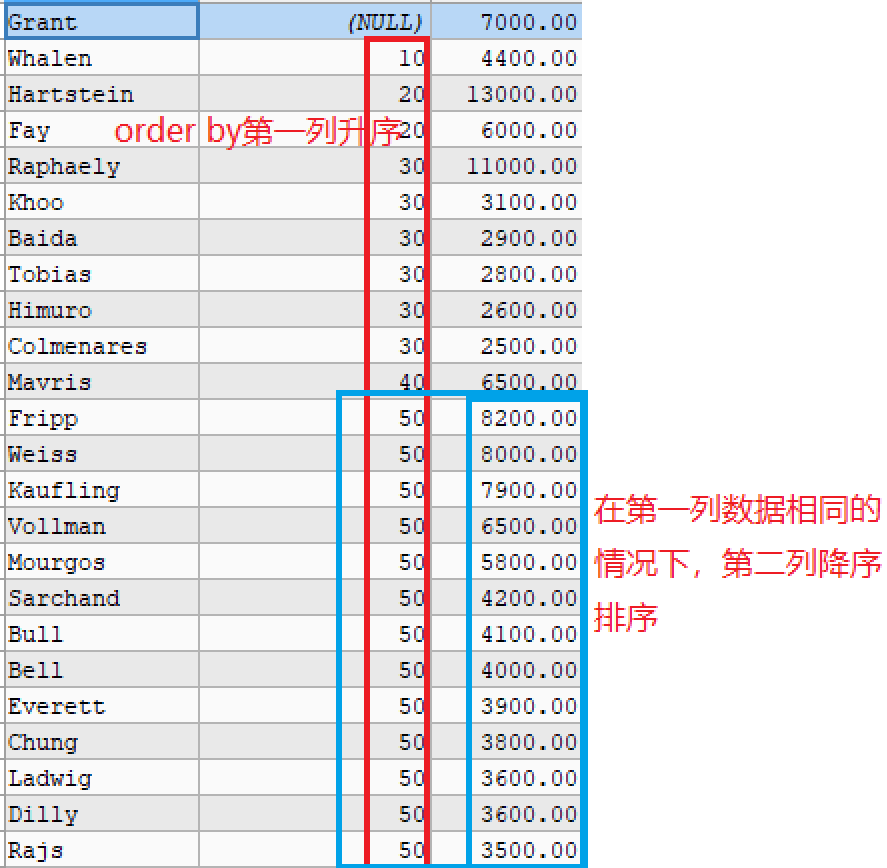 Grant (NULL) 7000.00
Whalen 10 4400.00
Hartstein 20 13000.00
Fay 20 6000.00
order by第一列升序
Raphaely 30 11000.00
Khoo 30 3100.00
Baida 30 2900.00
Tobias 30 2800.00
Himuro 30 2600.00
Colmenares 30 2500.00
Mavris 40 6500.00
Fripp 50 8200.00
Weiss 50 8000.00
Kaufling 50 7900.00
Vollman 50 6500.00
Mourgos 50 5800.00
Sarchand 50 4200.00
Bull 50 4100.00
Bell 50 4000.00
Everett 50 3900.00
Chung 50 3800.00
Ladwig 50 3600.00
Dilly 50 3600.00
Rajs 50 3500.00
在第一列数据相同的
情况下，第二列降序
排序